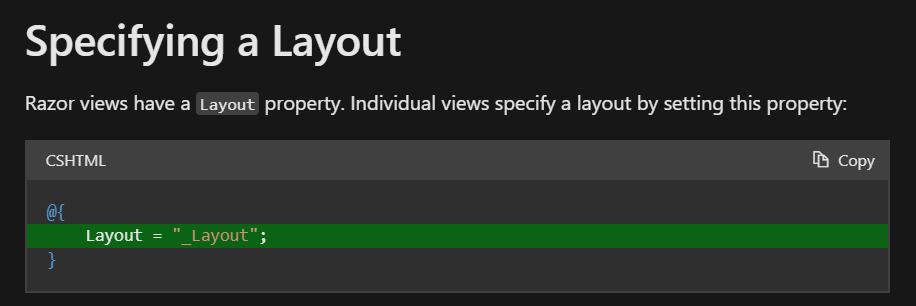 Specifying a Layout
Razor views have a Layout property. Individual views specify a layout by setting this property:
CSHTML Copy
@{
    Layout = "_Layout";
}